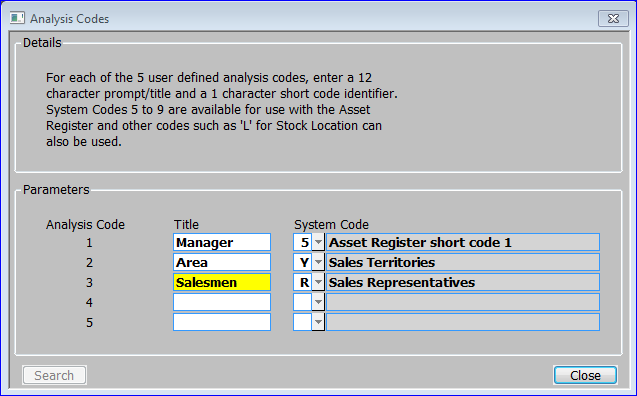 Analysis Codes
Details
For each of the 5 user defined analysis codes, enter a 12
character prompt/title and a 1 character short code identifier.
System Codes 5 to 9 are available for use with the Asset
Register and other codes such as 'L' for Stock Location can
also be used.
Parameters
Analysis Code Title System Code
1 Manager 5 Asset Register short code 1
2 Area Y Sales Territories
3 Salesmen R Sales Representatives
4
5
Search Close